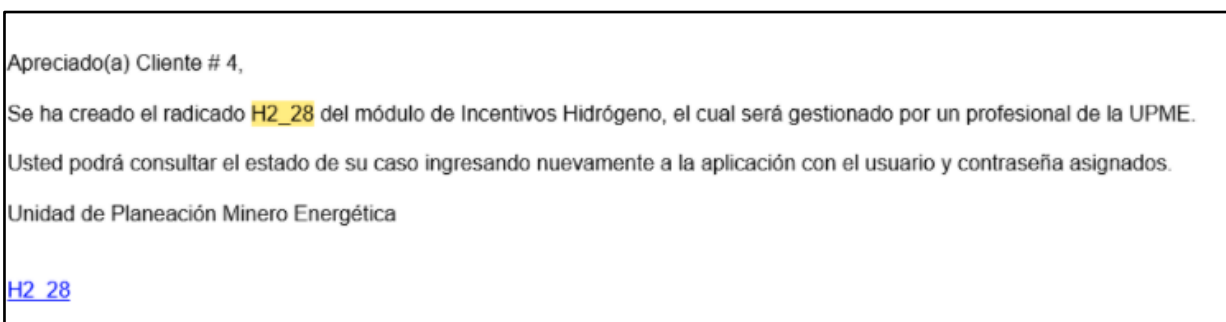 Apreciado(a) Cliente # 4,
Se ha creado el radicado H2_28 del módulo de Incentivos Hidrógeno, el cual será gestionado por un profesional de la UPME.
Usted podrá consultar el estado de su caso ingresando nuevamente a la aplicación con el usuario y contraseña asignados.
Unidad de Planeación Minero Energética
H2_28